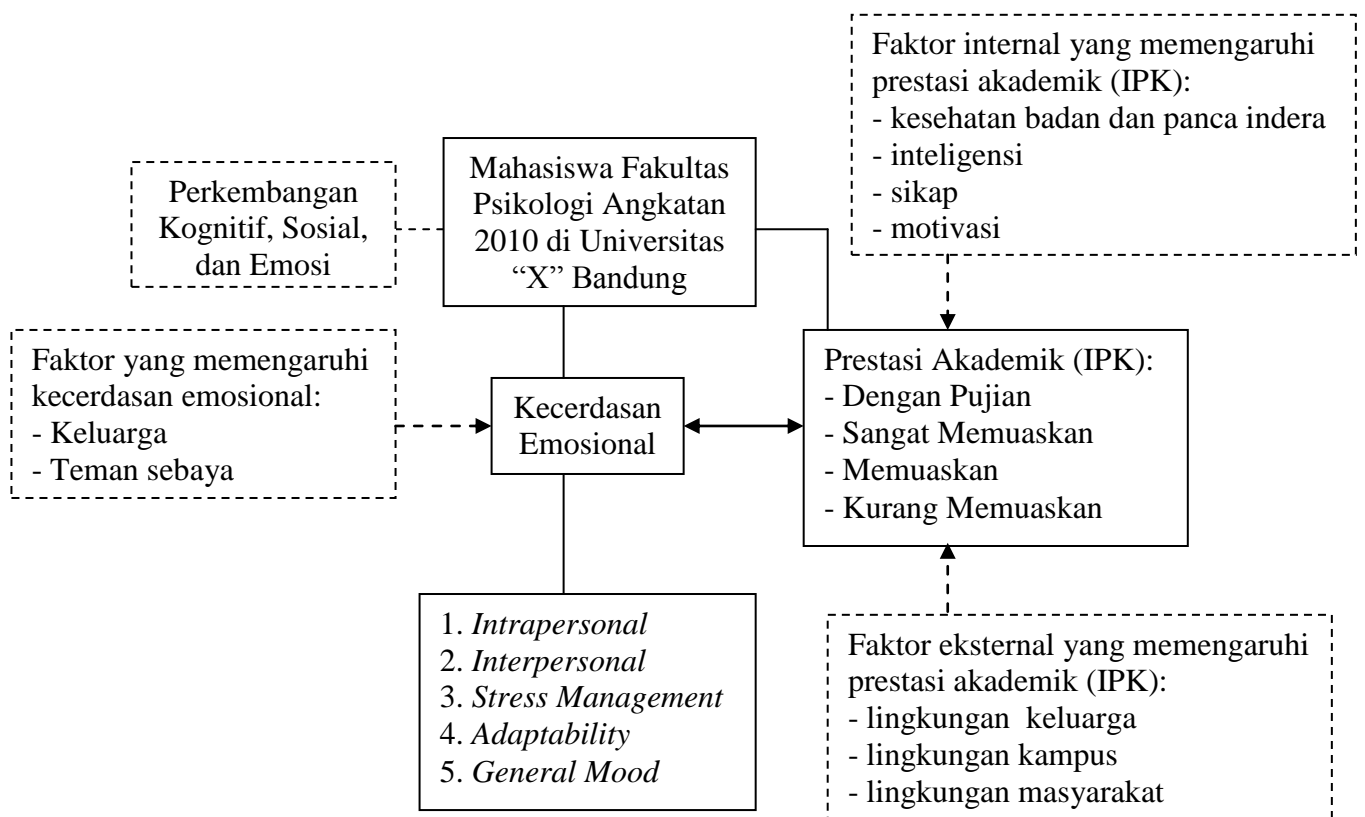 Faktor internal yang memengaruhi
prestasi akademik (IPK):
- kesehatan badan dan panca indera
- inteligensi
- sikap
- motivasi
Mahasiswa Fakultas
Psikologi Angkatan
2010 di Universitas
“X” Bandung
Perkembangan
Kognitif, Sosial,
dan Emosi
Faktor yang memengaruhi
kecerdasan emosional:
- Keluarga
- Teman sebaya
Kecerdasan
Emosional
Prestasi Akademik (IPK):
- Dengan Pujian
- Sangat Memuaskan
- Memuaskan
- Kurang Memuaskan
1. Intrapersonal
2. Interpersonal
3. Stress Management
4. Adaptability
5. General Mood
Faktor eksternal yang memengaruhi
prestasi akademik (IPK):
- lingkungan keluarga
- lingkungan kampus
- lingkungan masyarakat